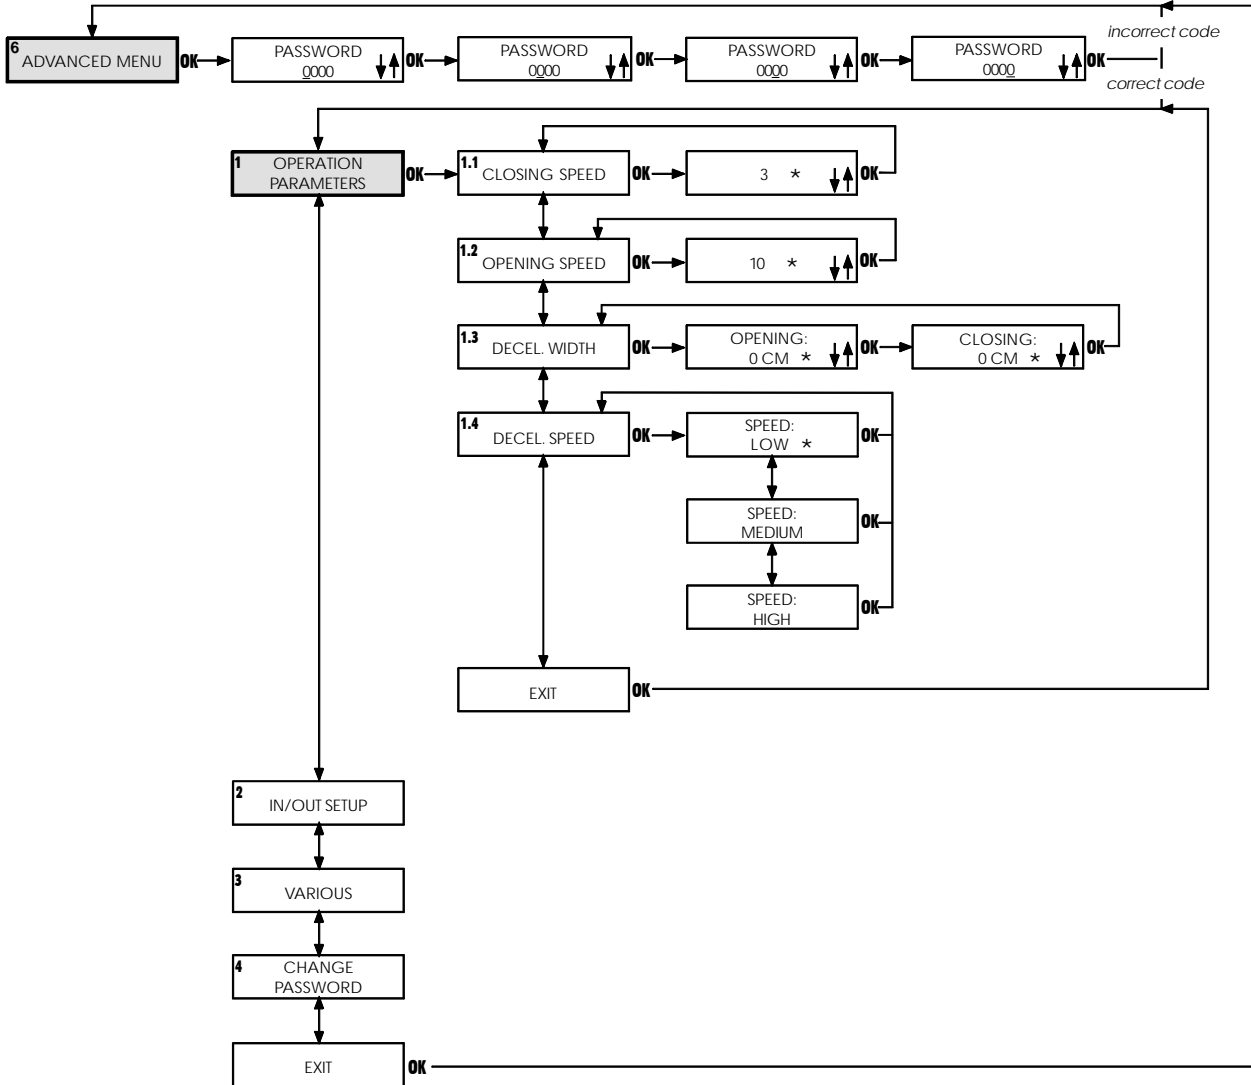 6
ADVANCED MENU
OK
PASSWORD
0000
OK
PASSWORD
0000
OK
PASSWORD
0000
OK
PASSWORD
0000
OK
incorrect code
correct code
1
OPERATION
PARAMETERS
OK
1.1
CLOSING SPEED
OK
3 *
OK
1.2
OPENING SPEED
OK
10 *
OK
1.3
DECEL. WIDTH
OK
OPENING:
0 CM *
OK
CLOSING:
0 CM *
OK
1.4
DECEL. SPEED
OK
SPEED:
LOW *
OK
SPEED:
MEDIUM
OK
SPEED:
HIGH
OK
EXIT
OK
2
IN/OUT SETUP
3
VARIOUS
4
CHANGE
PASSWORD
EXIT
OK